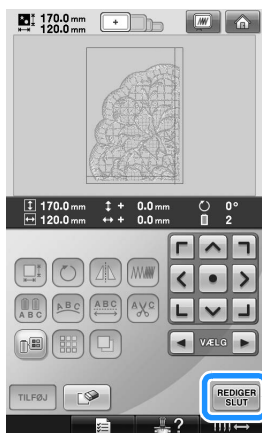 170.0 mm
120.0 mm
170.0 mm + 0.0 mm 0°
120.0 mm + 0.0 mm 2
A B C A B C A B C A C
VÆLG
TILFØJ
REDIGER
SLUT
?